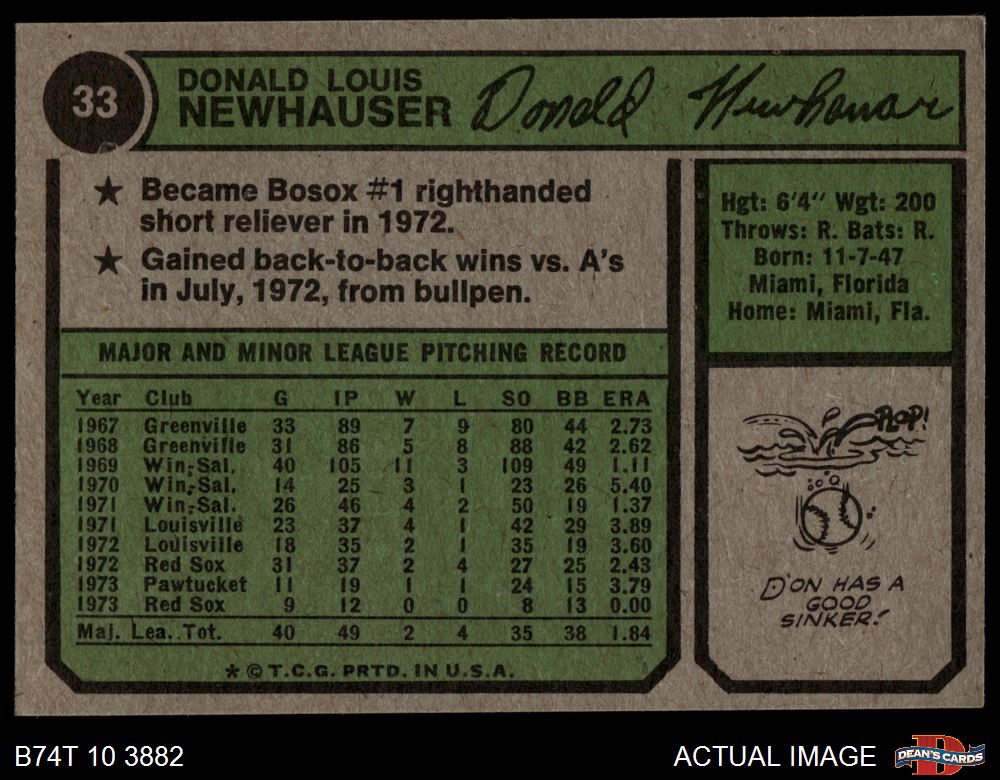 33
DONALD LOUIS
NEWHAUSER
Donald Newhauser
★ Became Bosox #1 righthanded
short reliever in 1972.
★ Gained back-to-back wins vs. A's
in July, 1972, from bullpen.
Hgt: 6'4" Wgt: 200
Throws: R. Bats: R.
Born: 11-7-47
Miami, Florida
Home: Miami, Fla.
MAJOR AND MINOR LEAGUE PITCHING RECORD
Year Club G IP W L SO BB ERA
1967 Greenville 33 89 7 9 80 44 2.73
1968 Greenville 31 86 5 8 88 42 2.62
1969 Win-Sal. 40 105 11 3 109 49 1.11
1970 Win-Sal. 14 25 3 1 23 26 5.40
1971 Win-Sal. 26 46 4 2 50 19 1.37
1971 Louisville 23 37 4 1 42 29 3.89
1972 Louisville 18 35 2 1 35 19 3.60
1972 Red Sox 31 37 2 4 27 25 2.43
1973 Pawtucket 11 19 1 1 24 15 3.79
1973 Red Sox 9 12 0 0 8 13 0.00
Maj. Lea. Tot. 40 49 2 4 35 38 1.84
* © T.C.G. PRTD. IN U.S.A.
PLOP!
DON HAS A
GOOD
SINKER!
B74T 10 3882
ACTUAL IMAGE
DEAN'S CARDS